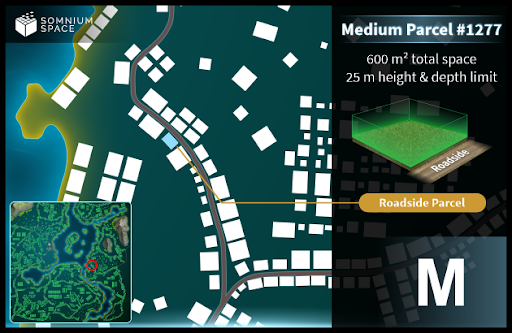 SOMNIUM
SPACE
Medium Parcel #1277
600 m² total space
25 m height & depth limit
Roadside
Roadside Parcel
M